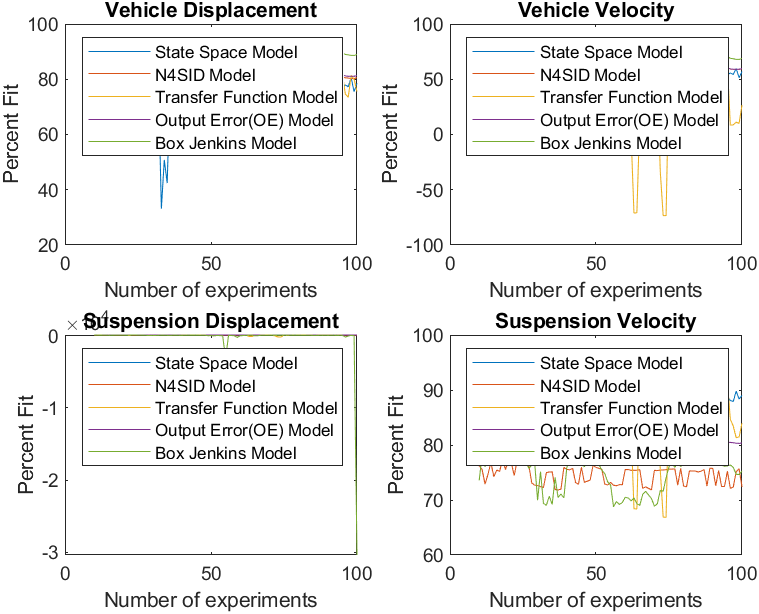 Vehicle Displacement
100
80
60
40
20
Percent Fit
State Space Model
N4SID Model
Transfer Function Model
Output Error(OE) Model
Box Jenkins Model
0 50 100
Number of experiments
Vehicle Velocity
100
50
0
-50
-100
Percent Fit
State Space Model
N4SID Model
Transfer Function Model
Output Error(OE) Model
Box Jenkins Model
0 50 100
Number of experiments
Suspension Displacement
0
-1
-2
-3
Percent Fit
State Space Model
N4SID Model
Transfer Function Model
Output Error(OE) Model
Box Jenkins Model
0 50 100
Number of experiments
Suspension Velocity
100
90
80
70
60
Percent Fit
State Space Model
N4SID Model
Transfer Function Model
Output Error(OE) Model
Box Jenkins Model
0 50 100
Number of experiments